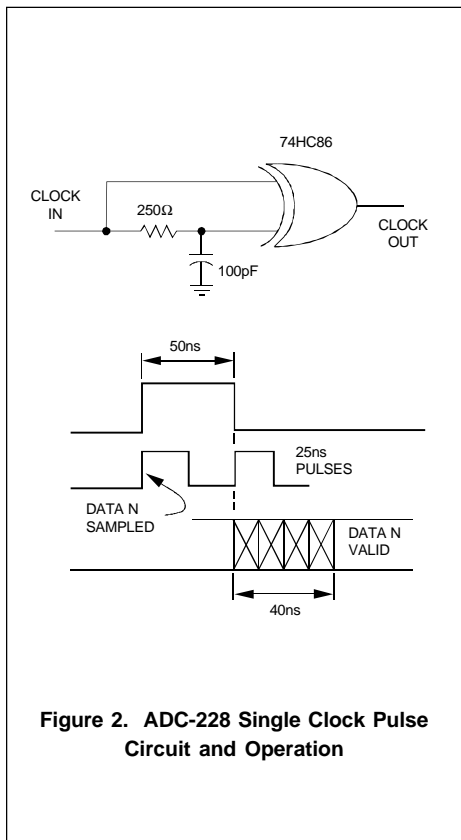 74HC86
CLOCK
IN
250Ω
CLOCK
OUT
100pF
50ns
25ns
PULSES
DATA N
SAMPLED
DATA N
VALID
40ns
Figure 2. ADC-228 Single Clock Pulse
Circuit and Operation